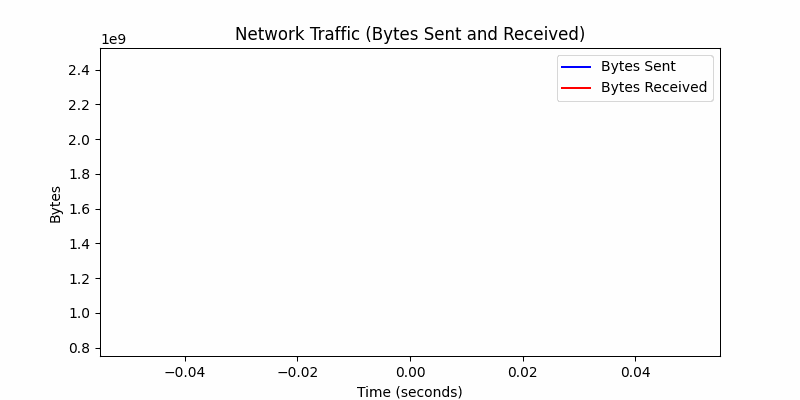 Network Traffic (Bytes Sent and Received)
1e9
Bytes Sent
Bytes Received
2.4
2.2
2.0
1.8
1.6
1.4
1.2
1.0
0.8
Bytes
−0.04 −0.02 0.00 0.02 0.04
Time (seconds)